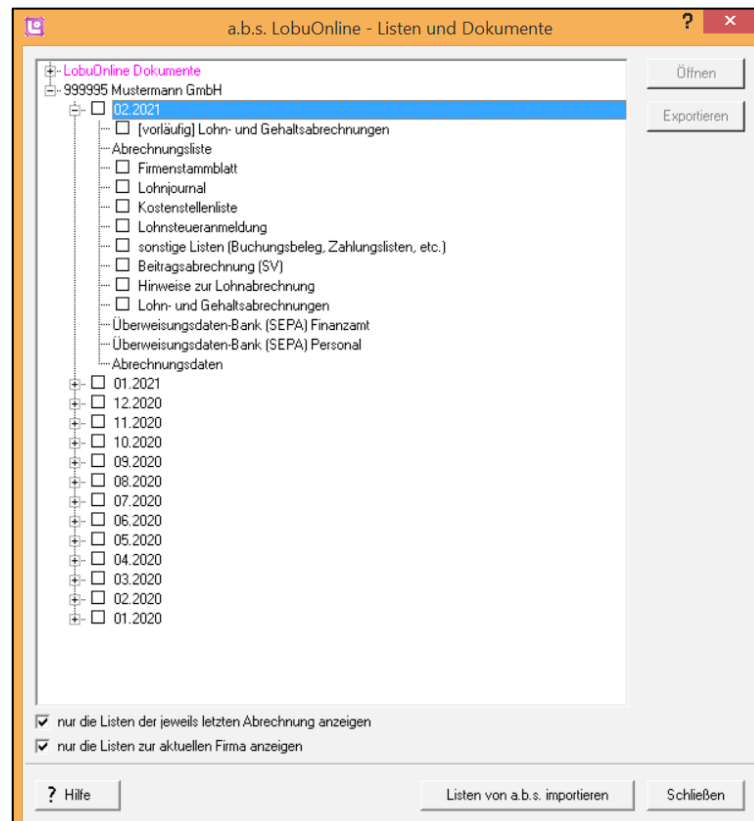 a.b.s. LobuOnline - Listen und Dokumente
?
LobuOnline Dokumente
999995 Mustermann GmbH
02.2021
[vorläufig] Lohn- und Gehaltsabrechnungen
Abrechnungsliste
Firmenstammblatt
Lohnjournal
Kostenstellenliste
Lohnsteueranmeldung
sonstige Listen (Buchungsbeleg, Zahlungslisten, etc.)
Beitragsabrechnung (SV)
Hinweise zur Lohnabrechnung
Lohn- und Gehaltsabrechnungen
Überweisungsdaten-Bank (SEPA) Finanzamt
Überweisungsdaten-Bank (SEPA) Personal
Abrechnungsdaten
01.2021
12.2020
11.2020
10.2020
09.2020
08.2020
07.2020
06.2020
05.2020
04.2020
03.2020
02.2020
01.2020
Öffnen
Exportieren
nur die Listen der jeweils letzten Abrechnung anzeigen
nur die Listen zur aktuellen Firma anzeigen
? Hilfe
Listen von a.b.s. importieren
Schließen